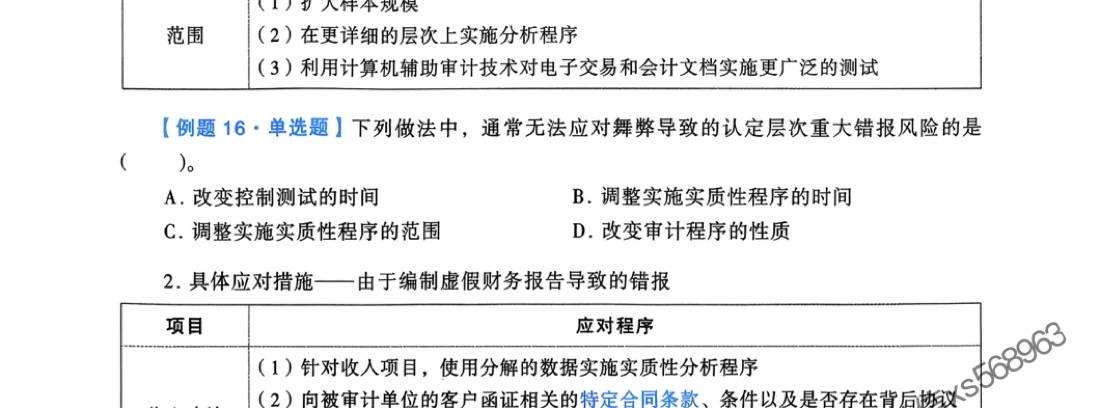 （1）扩大样本规模
范围
（2）在更详细的层次上实施分析程序
（3）利用计算机辅助审计技术对电子交易和会计文档实施更广泛的测试
【例题 16·单选题】下列做法中，通常无法应对舞弊导致的认定层次重大错报风险的是
（　　）。
A. 改变控制测试的时间 B. 调整实施实质性程序的时间
C. 调整实施实质性程序的范围 D. 改变审计程序的性质
2. 具体应对措施——由于编制虚假财务报告导致的错报
项目 应对程序
（1）针对收入项目，使用分解的数据实施实质性分析程序
（2）向被审计单位的客户函证相关的特定合同条款、条件以及是否存在背后协议